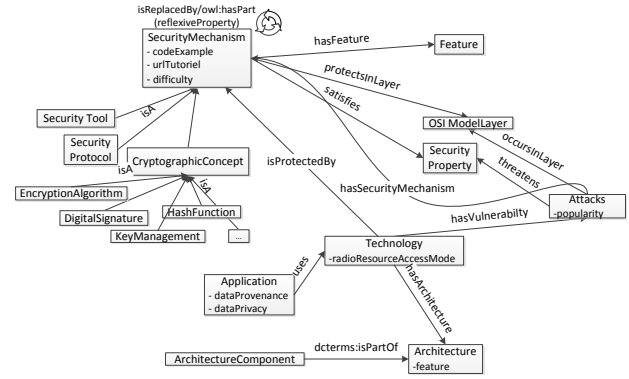 isReplacedBy/owl:hasPart
(reflexiveProperty)
SecurityMechanism
- codeExample
- urlTutoriel
- difficulty
hasFeature
Feature
protectsInLayer
satisfies
OSI ModelLayer
Security Tool
isA
Security
Protocol
isA
CryptographicConcept
isProtectedBy
Security
Property
occursInLayer
threatens
EncryptionAlgorithm
isA
hasSecurityMechanism
DigitalSignature
HashFunction
Attacks
-popularity
KeyManagement
...
hasVulnerabilty
Technology
-radioResourceAccessMode
Application
- dataProvenance
- dataPrivacy
uses
hasArchitecture
ArchitectureComponent
dcterms:isPartOf
Architecture
-feature